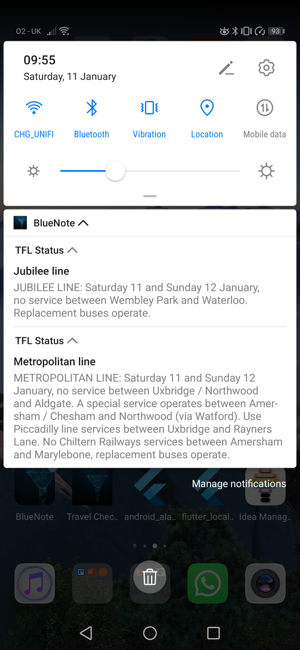 O2 - UK 93
09:55
Saturday, 11 January
CHG_UNIFI Bluetooth Vibration Location Mobile data
BlueNote
TFL Status
Jubilee line
JUBILEE LINE: Saturday 11 and Sunday 12 January,
no service between Wembley Park and Waterloo.
Replacement buses operate.
TFL Status
Metropolitan line
METROPOLITAN LINE: Saturday 11 and Sunday 12
January, no service between Uxbridge / Northwood
and Aldgate. A special service operates between Amer-
sham / Chesham and Northwood (via Watford). Use
Piccadilly line services between Uxbridge and Rayners
Lane. No Chiltern Railways services between Amersham
and Marylebone, replacement buses operate.
Manage notifications
BlueNote Travel Chec.. android_ala.. flutter_local.. Idea Manag..